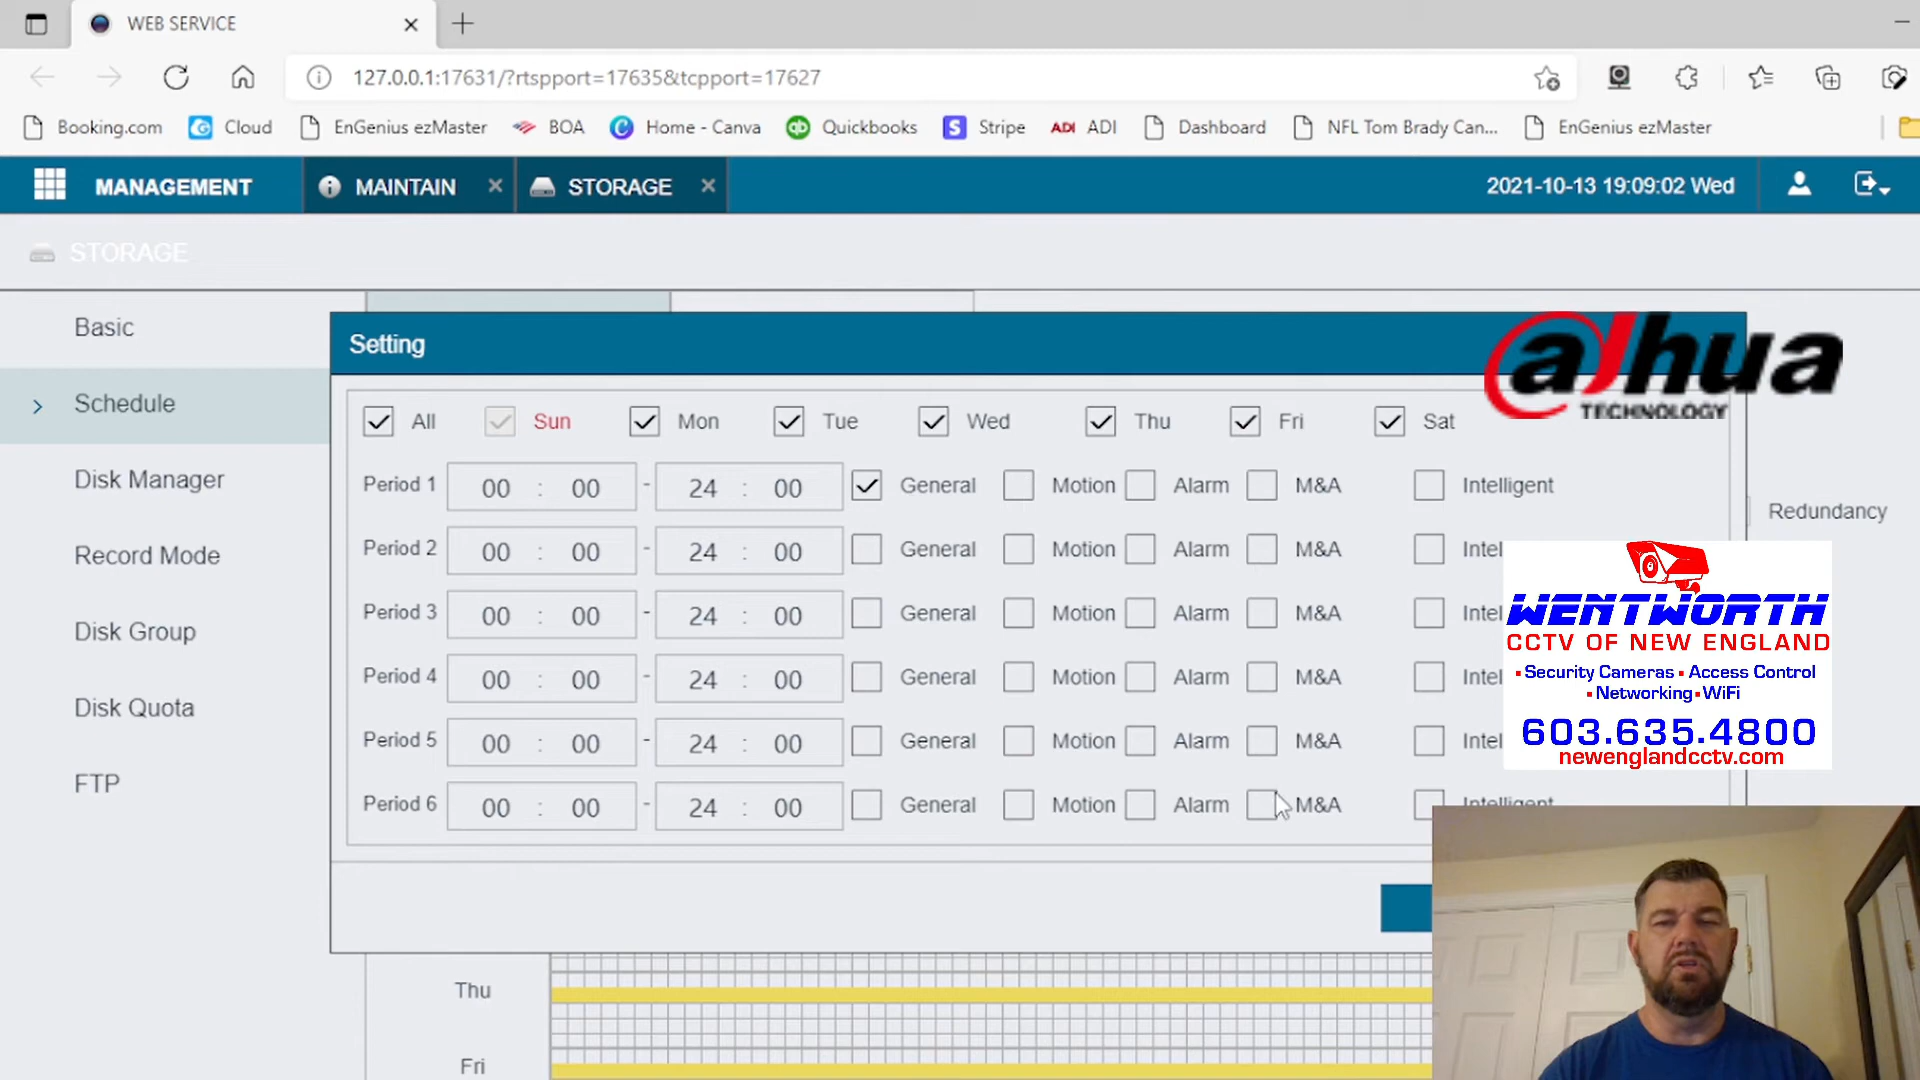 WEB SERVICE
127.0.0.1:17631/?rtspport=17635&tcpport=17627
Booking.com Cloud EnGenius ezMaster BOA Home - Canva Quickbooks Stripe ADI ADI Dashboard NFL Tom Brady Can... EnGenius ezMaster
MANAGEMENT MAINTAIN STORAGE 2021-10-13 19:09:02 Wed
STORAGE
Basic
Schedule
Disk Manager
Record Mode
Disk Group
Disk Quota
FTP
Setting
alhua
TECHNOLOGY
All Sun Mon Tue Wed Thu Fri Sat
Period 1 00 : 00 - 24 : 00 General Motion Alarm M&A Intelligent
Redundancy
Period 2 00 : 00 - 24 : 00 General Motion Alarm M&A Intel
Period 3 00 : 00 - 24 : 00 General Motion Alarm M&A Intel
Period 4 00 : 00 - 24 : 00 General Motion Alarm M&A Intel
Period 5 00 : 00 - 24 : 00 General Motion Alarm M&A Intel
Period 6 00 : 00 - 24 : 00 General Motion Alarm M&A Intelligent
WENTWORTH
CCTV OF NEW ENGLAND
▪Security Cameras ▪ Access Control
▪Networking ▪ WiFi
603.635.4800
newenglandcctv.com
Thu
Fri